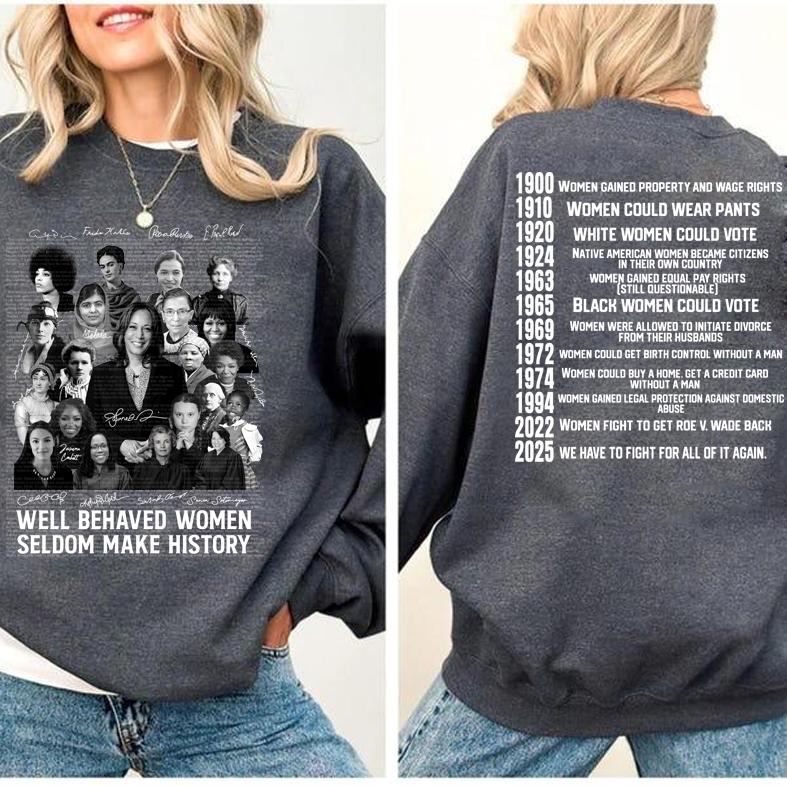 Frida Kahlo
WELL BEHAVED WOMEN
SELDOM MAKE HISTORY
1900 WOMEN GAINED PROPERTY AND WAGE RIGHTS
1910 WOMEN COULD WEAR PANTS
1920 WHITE WOMEN COULD VOTE
1924 NATIVE AMERICAN WOMEN BECAME CITIZENS
IN THEIR OWN COUNTRY
1963 WOMEN GAINED EQUAL PAY RIGHTS
(STILL QUESTIONABLE)
1965 BLACK WOMEN COULD VOTE
1969 WOMEN WERE ALLOWED TO INITIATE DIVORCE
FROM THEIR HUSBANDS
1972 WOMEN COULD GET BIRTH CONTROL WITHOUT A MAN
1974 WOMEN COULD BUY A HOME, GET A CREDIT CARD
WITHOUT A MAN
1994 WOMEN GAINED LEGAL PROTECTION AGAINST DOMESTIC
ABUSE
2022 WOMEN FIGHT TO GET ROE V. WADE BACK
2025 WE HAVE TO FIGHT FOR ALL OF IT AGAIN.